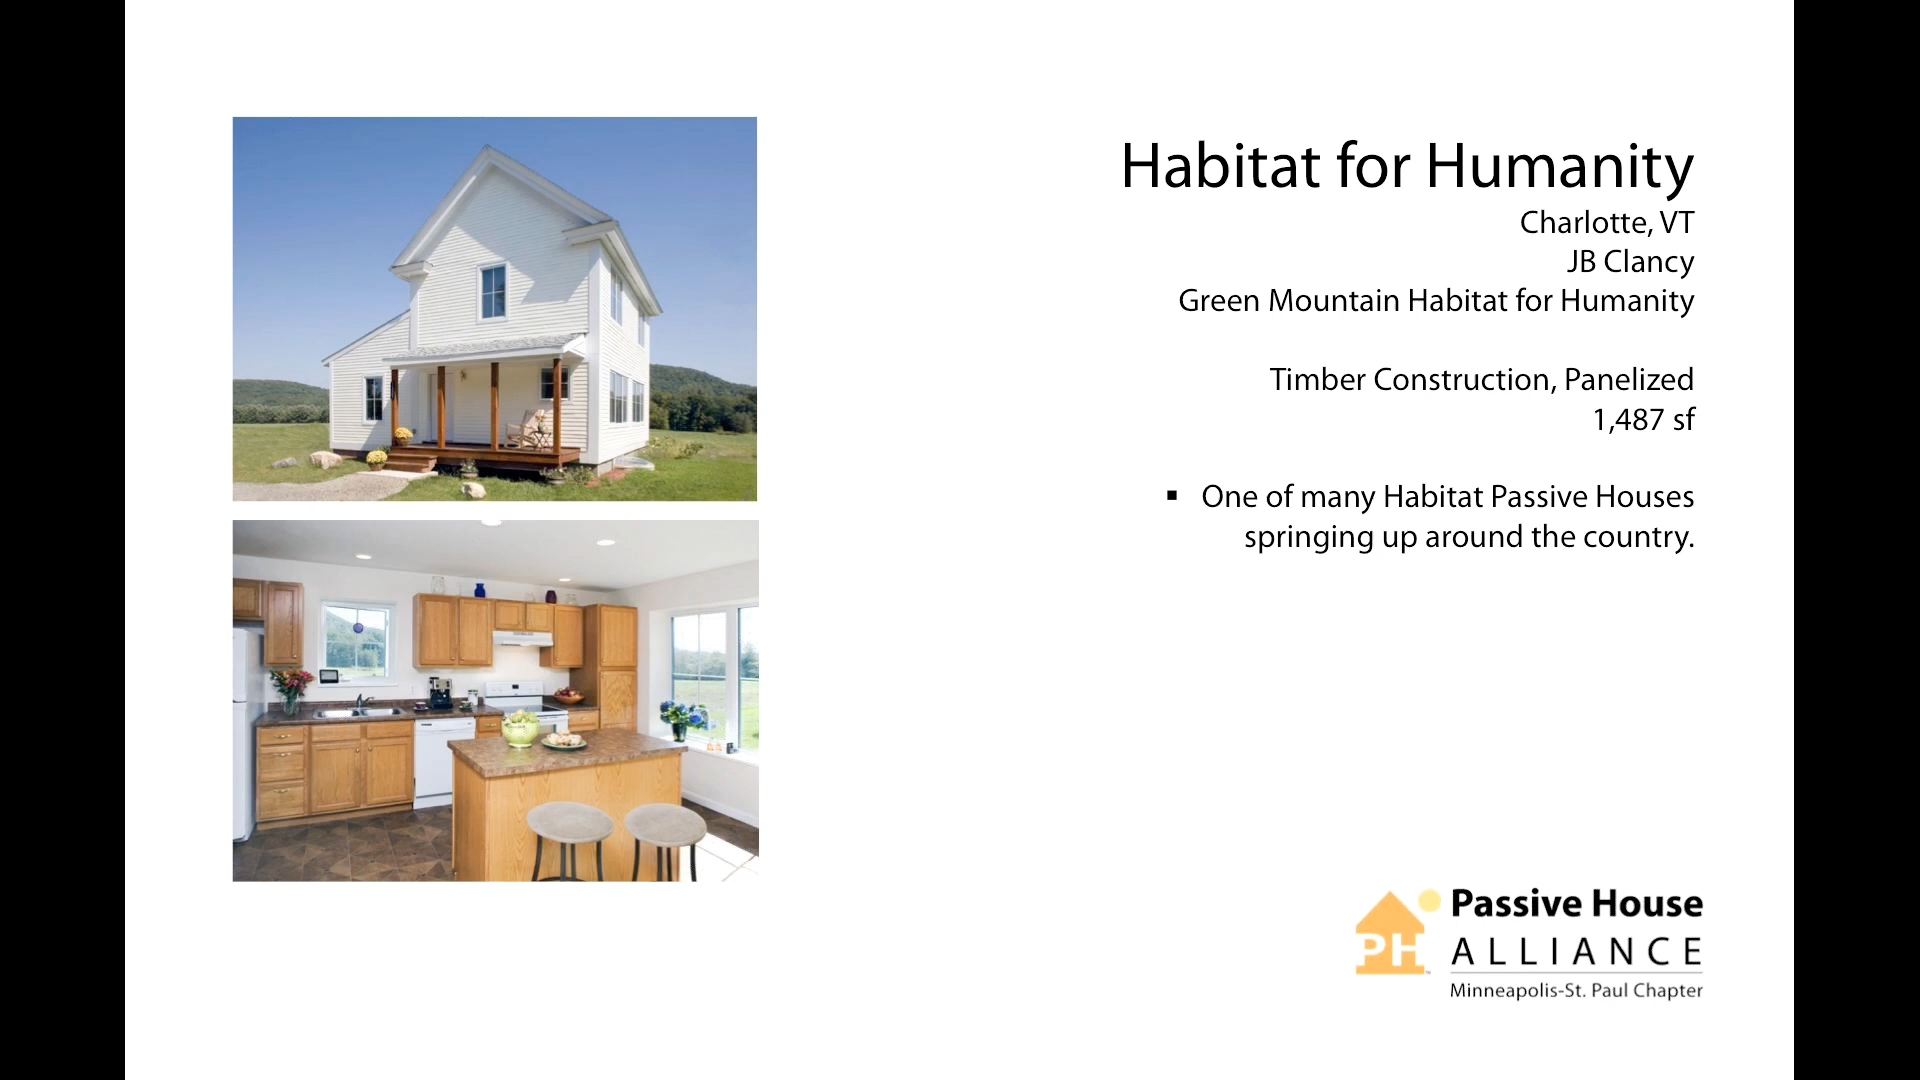 Habitat for Humanity
Charlotte, VT
JB Clancy
Green Mountain Habitat for Humanity
Timber Construction, Panelized
1,487 sf
▪ One of many Habitat Passive Houses
springing up around the country.
PH
Passive House
ALLIANCE
Minneapolis-St. Paul Chapter